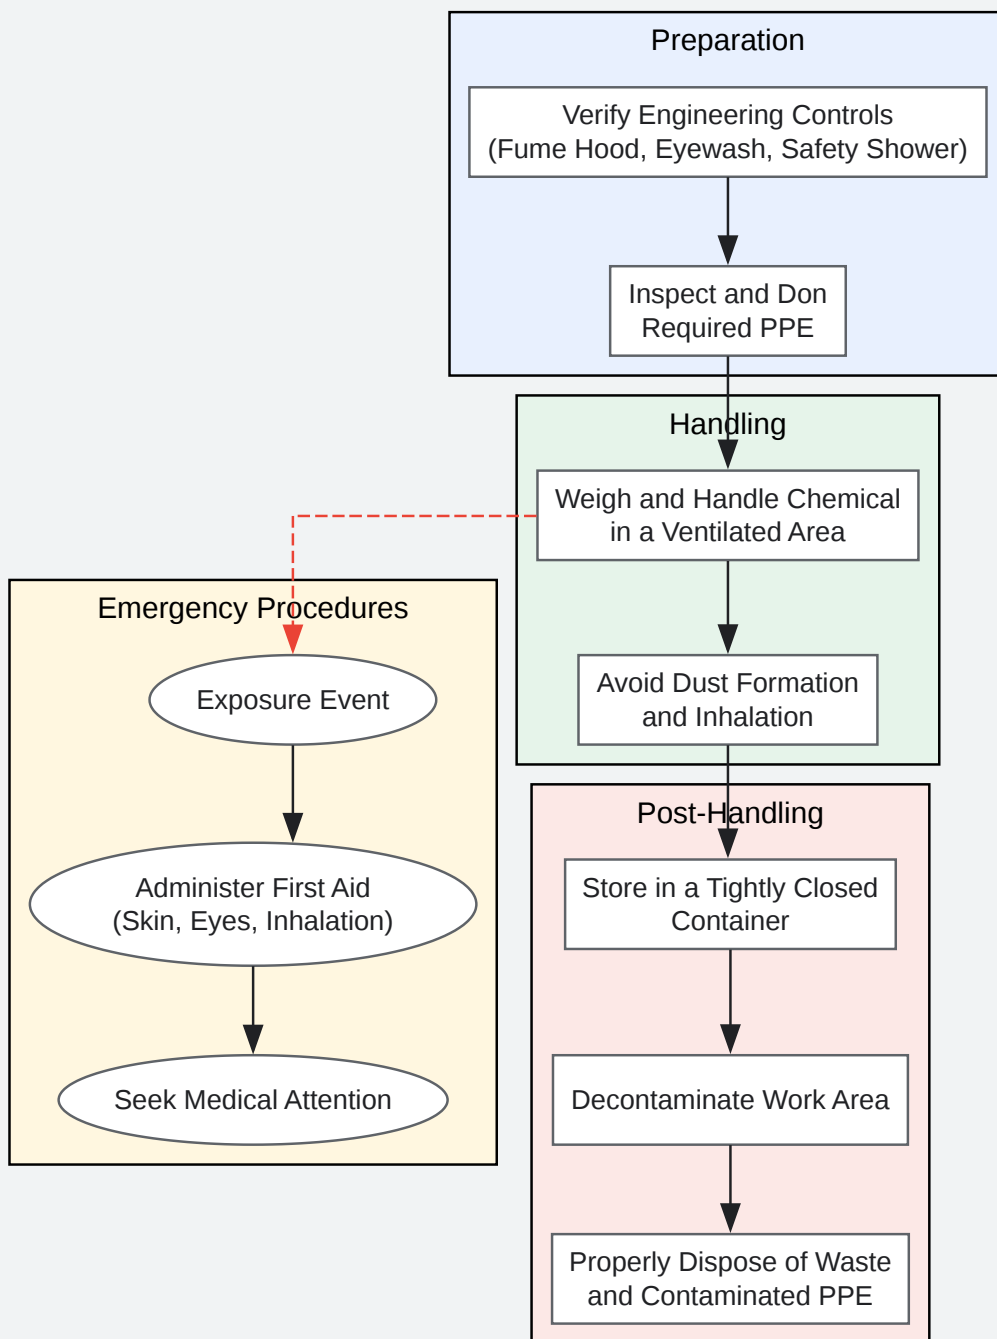 Preparation
Verify Engineering Controls
(Fume Hood, Eyewash, Safety Shower)
Inspect and Don
Required PPE
Handling
Weigh and Handle Chemical
in a Ventilated Area
Avoid Dust Formation
and Inhalation
Emergency Procedures
Exposure Event
Administer First Aid
(Skin, Eyes, Inhalation)
Seek Medical Attention
Post-Handling
Store in a Tightly Closed
Container
Decontaminate Work Area
Properly Dispose of Waste
and Contaminated PPE